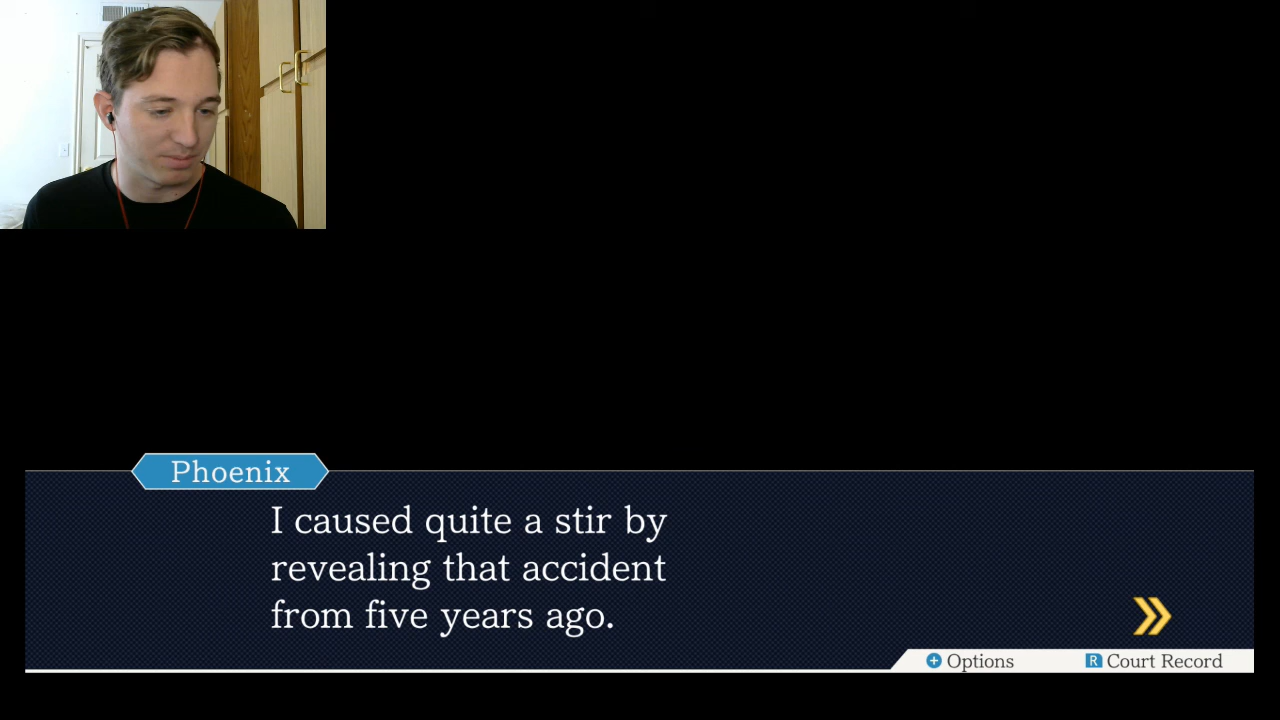 Phoenix
I caused quite a stir by
revealing that accident
from five years ago.
+ Options
R Court Record